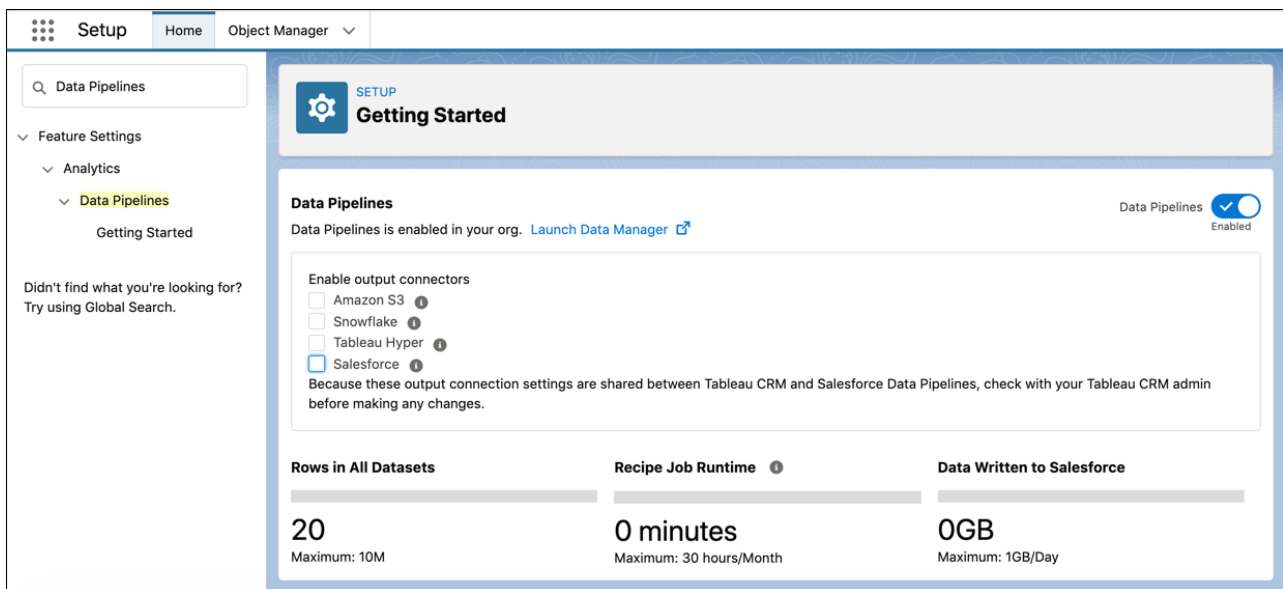 Setup
Home
Object Manager
Data Pipelines
Feature Settings
Analytics
Data Pipelines
Getting Started
Didn't find what you're looking for?
Try using Global Search.
SETUP
Getting Started
Data Pipelines
Data Pipelines is enabled in your org. Launch Data Manager
Data Pipelines
Enabled
Enable output connectors
Amazon S3
Snowflake
Tableau Hyper
Salesforce
Because these output connection settings are shared between Tableau CRM and Salesforce Data Pipelines, check with your Tableau CRM admin
before making any changes.
Rows in All Datasets
20
Maximum: 10M
Recipe Job Runtime
0 minutes
Maximum: 30 hours/Month
Data Written to Salesforce
0GB
Maximum: 1GB/Day